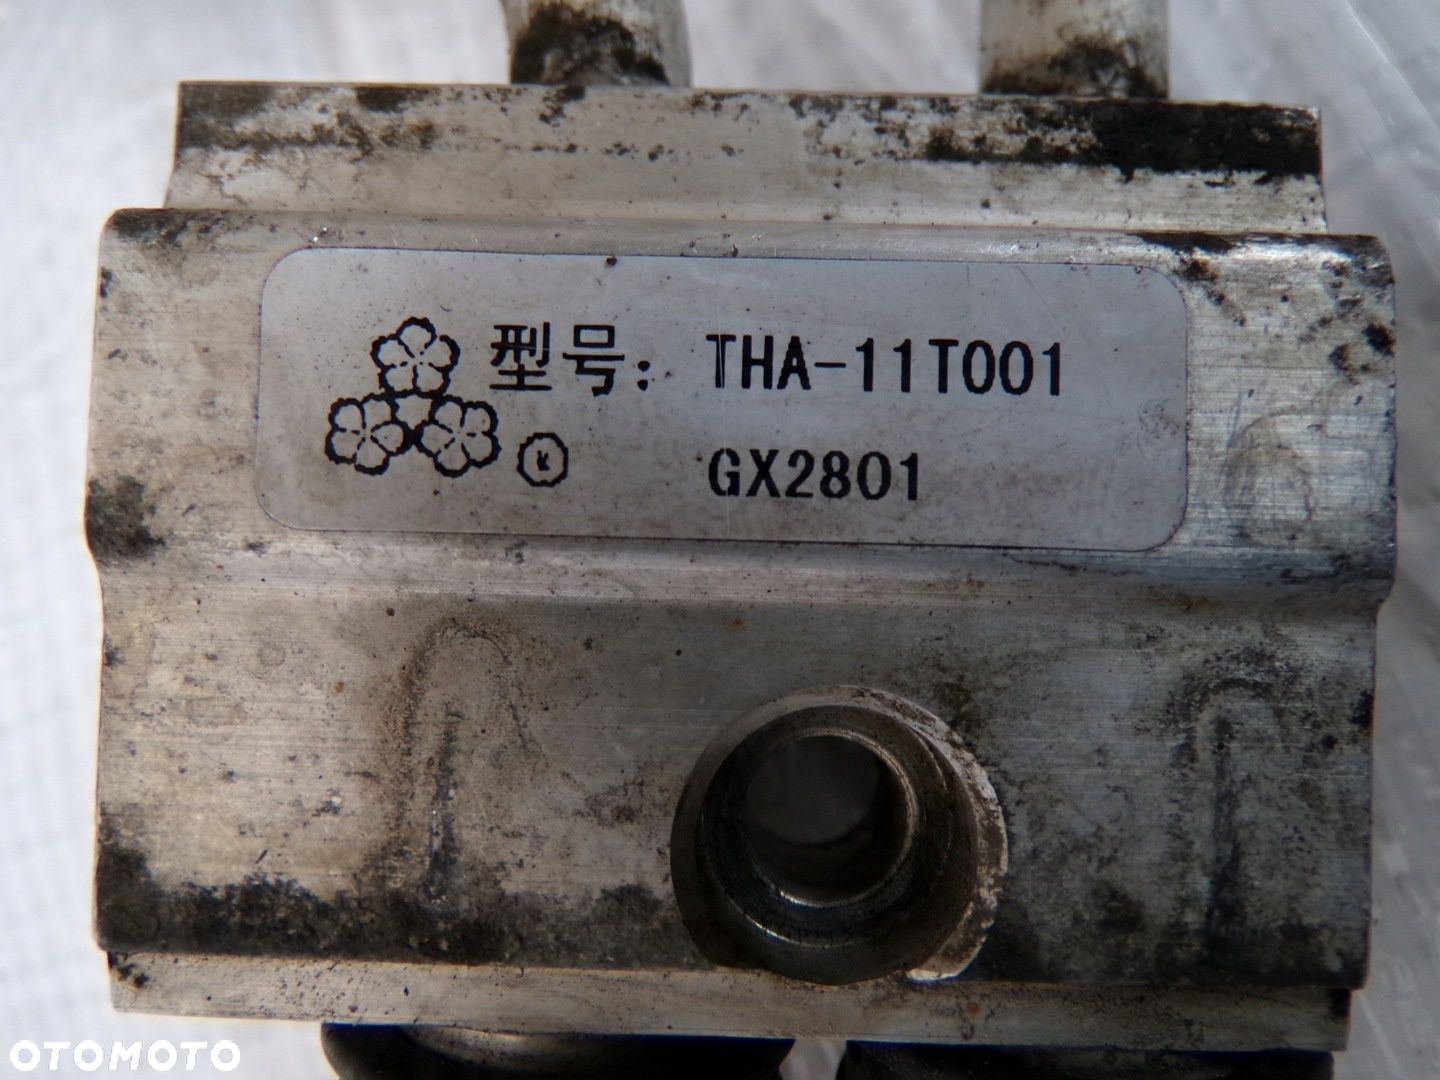 型号: THA-11T001
K GX2801
OTOMOTO